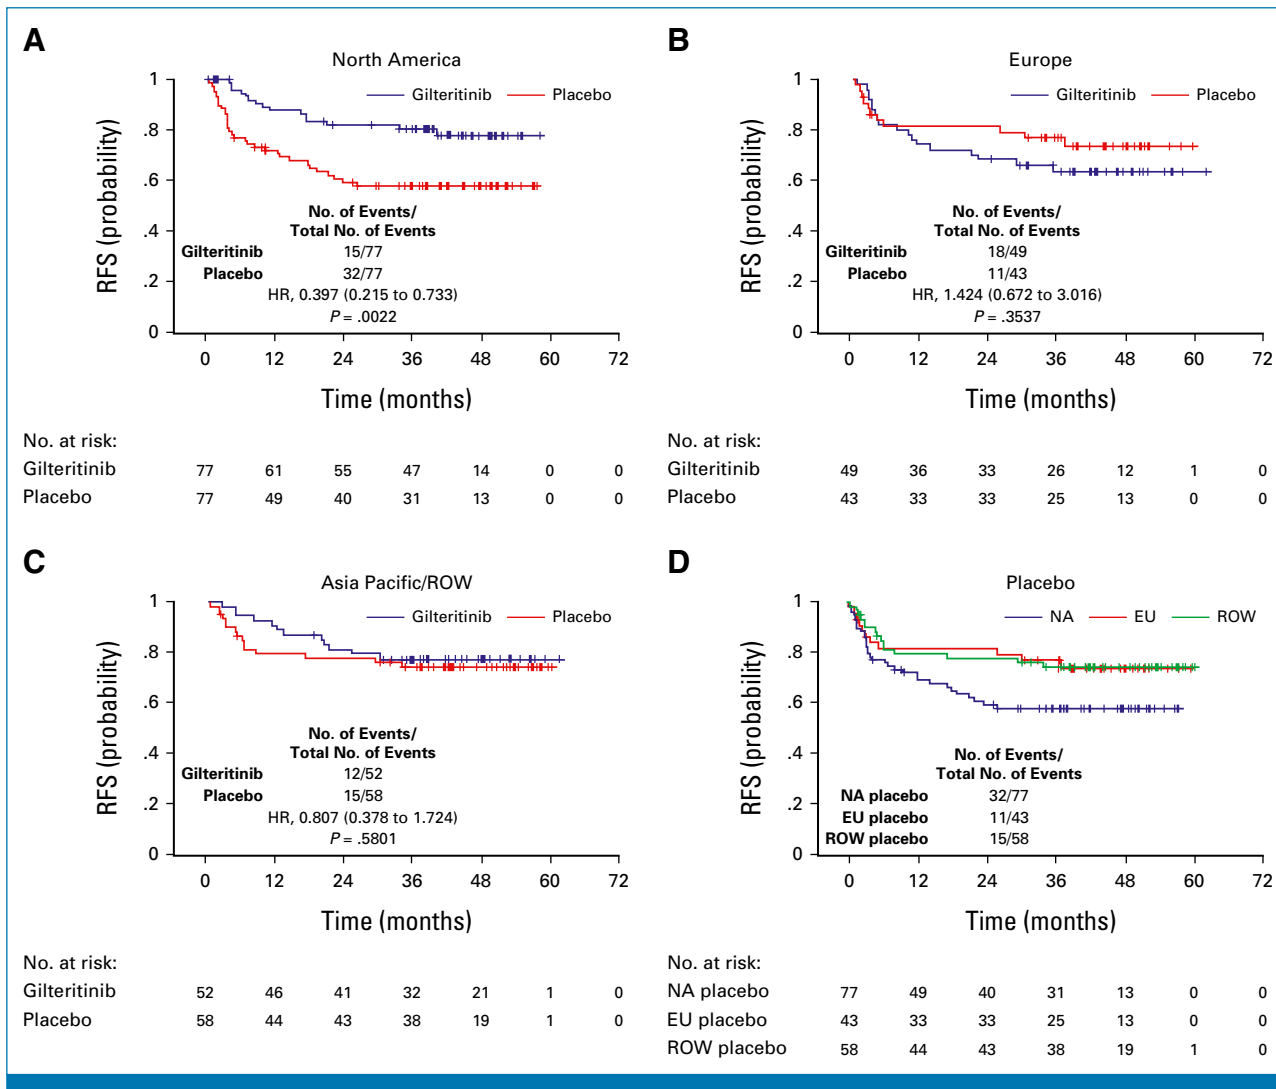 A
North America
Gilteritinib Placebo
RFS (probability)
1
.8
.6
.4
.2
0
No. of Events/
Total No. of Events
Gilteritinib 15/77
Placebo 32/77
HR, 0.397 (0.215 to 0.733)
P = .0022
0 12 24 36 48 60 72
Time (months)
No. at risk:
Gilteritinib 77 61 55 47 14 0 0
Placebo 77 49 40 31 13 0 0
B
Europe
Gilteritinib Placebo
RFS (probability)
1
.8
.6
.4
.2
0
No. of Events/
Total No. of Events
Gilteritinib 18/49
Placebo 11/43
HR, 1.424 (0.672 to 3.016)
P = .3537
0 12 24 36 48 60 72
Time (months)
No. at risk:
Gilteritinib 49 36 33 26 12 1 0
Placebo 43 33 33 25 13 0 0
C
Asia Pacific/ROW
Gilteritinib Placebo
RFS (probability)
1
.8
.6
.4
.2
0
No. of Events/
Total No. of Events
Gilteritinib 12/52
Placebo 15/58
HR, 0.807 (0.378 to 1.724)
P = .5801
0 12 24 36 48 60 72
Time (months)
No. at risk:
Gilteritinib 52 46 41 32 21 1 0
Placebo 58 44 43 38 19 1 0
D
Placebo
NA EU ROW
RFS (probability)
1
.8
.6
.4
.2
0
No. of Events/
Total No. of Events
NA placebo 32/77
EU placebo 11/43
ROW placebo 15/58
0 12 24 36 48 60 72
Time (months)
No. at risk:
NA placebo 77 49 40 31 13 0 0
EU placebo 43 33 33 25 13 0 0
ROW placebo 58 44 43 38 19 1 0